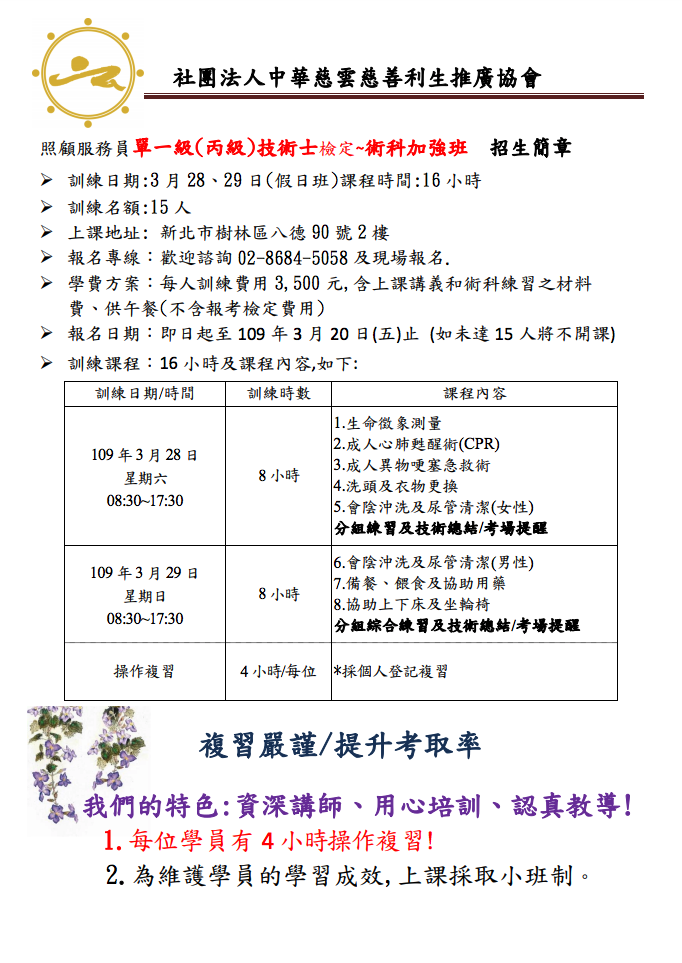 社團法人中華慈雲慈善利生推廣協會
照顧服務員單一級(丙級)技術士檢定~術科加強班 招生簡章
➢ 訓練日期:3 月 28、29 日(假日班)課程時間:16 小時
➢ 訓練名額:15 人
➢ 上課地址: 新北市樹林區八德 90 號 2 樓
➢ 報名專線：歡迎諮詢 02-8684-5058 及現場報名.
➢ 學費方案：每人訓練費用 3,500 元,含上課講義和術科練習之材料
費、供午餐(不含報考檢定費用)
➢ 報名日期：即日起至 109 年 3 月 20 日(五)止 (如未達 15 人將不開課)
➢ 訓練課程：16 小時及課程內容,如下:
訓練日期/時間 訓練時數 課程內容
109 年 3 月 28 日
星期六
08:30~17:30
8 小時
1.生命徵象測量
2.成人心肺甦醒術(CPR)
3.成人異物哽塞急救術
4.洗頭及衣物更換
5.會陰沖洗及尿管清潔(女性)
分組練習及技術總結/考場提醒
109 年 3 月 29 日
星期日
08:30~17:30
8 小時
6.會陰沖洗及尿管清潔(男性)
7.備餐、餵食及協助用藥
8.協助上下床及坐輪椅
分組綜合練習及技術總結/考場提醒
操作複習 4 小時/每位 *採個人登記複習
複習嚴謹/提升考取率
我們的特色:資深講師、用心培訓、認真教導!
1.每位學員有 4 小時操作複習!
2.為維護學員的學習成效,上課採取小班制。